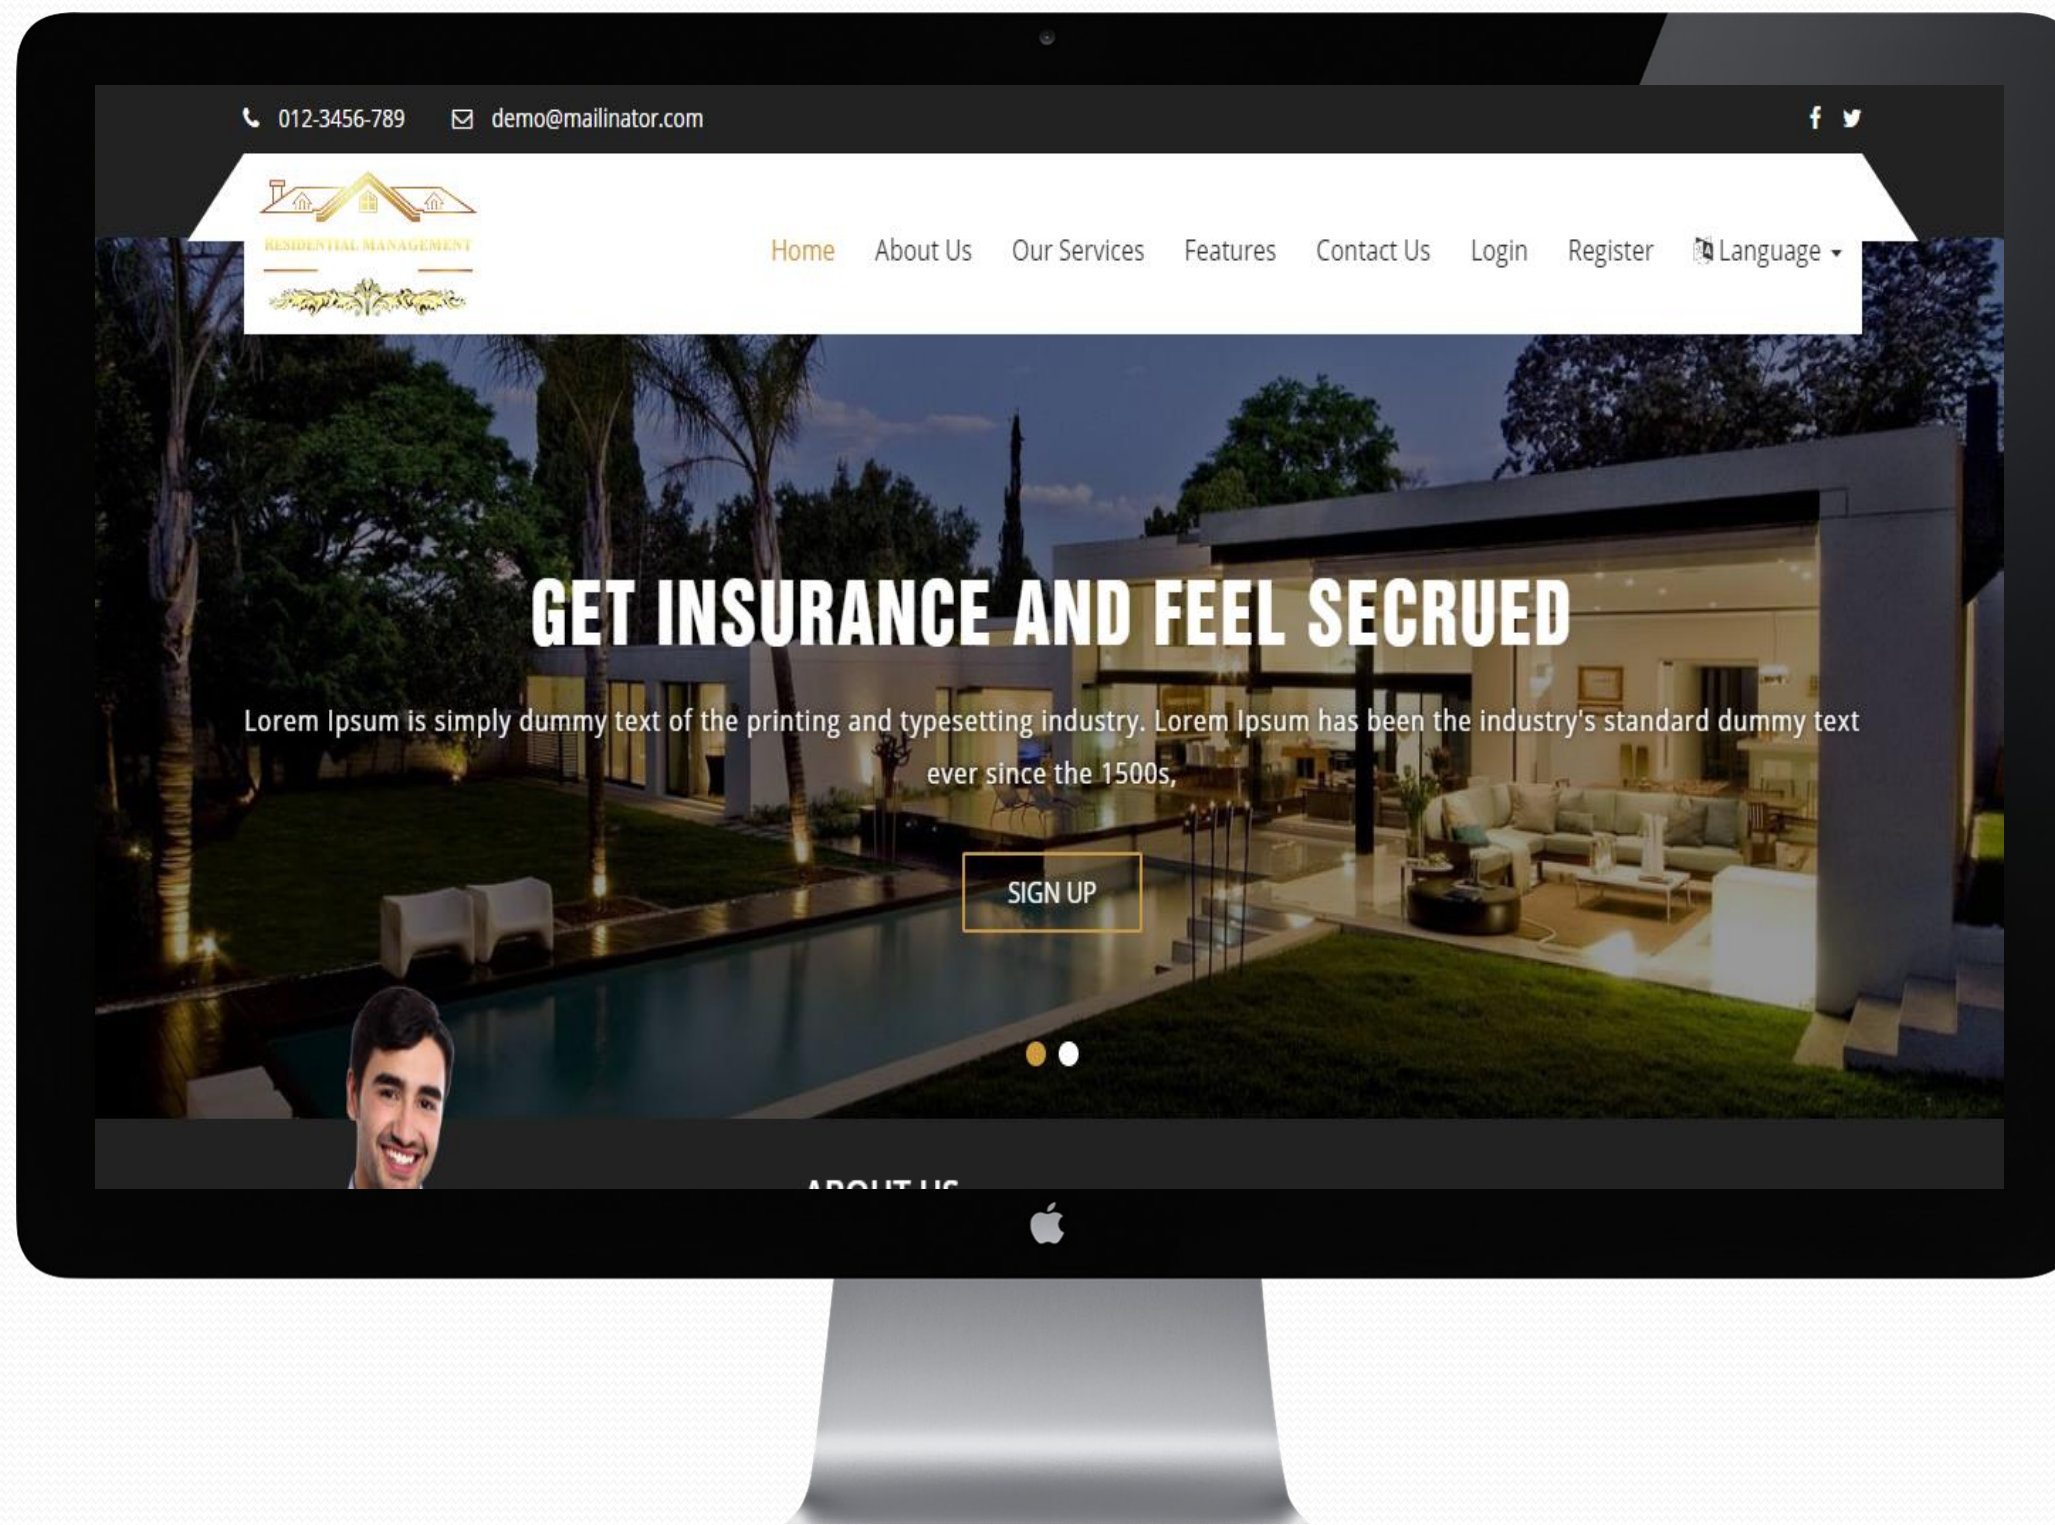 012-3456-789 demo@mailinator.com
RESIDENTIAL MANAGEMENT
Home About Us Our Services Features Contact Us Login Register Language
GET INSURANCE AND FEEL SECRUED
Lorem Ipsum is simply dummy text of the printing and typesetting industry. Lorem Ipsum has been the industry's standard dummy text
ever since the 1500s,
SIGN UP
ABOUT US